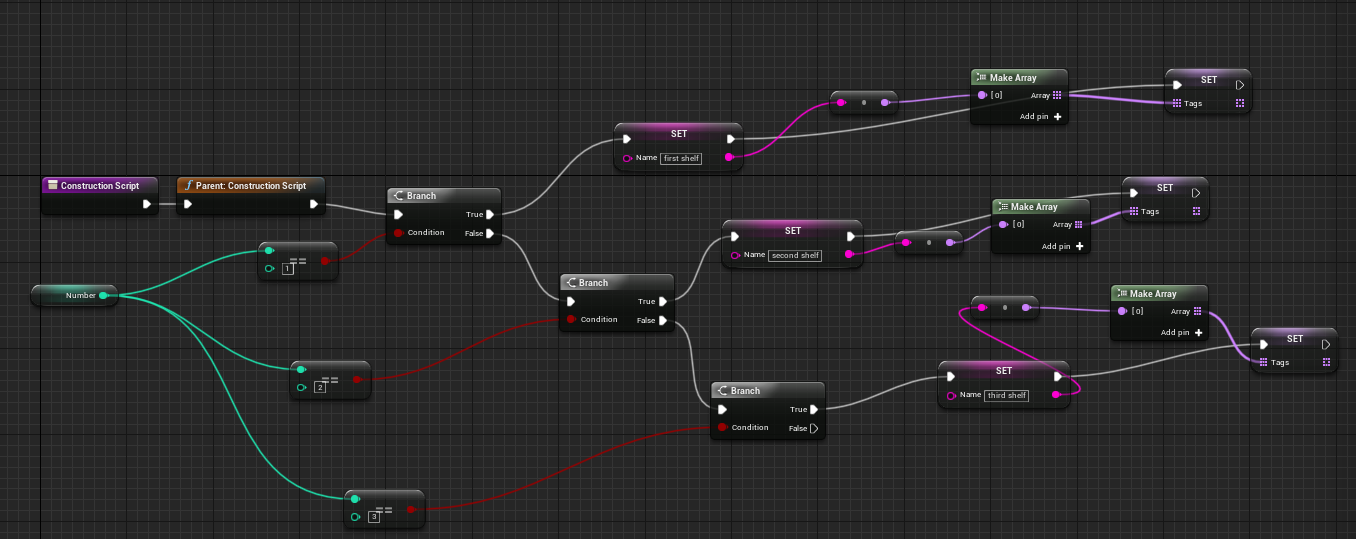 Make Array
SET
[0]
Array
Tags
Add pin
SET
Name
first shelf
Construction Script
Parent: Construction Script
Branch
True
Condition
False
SET
Make Array
[0]
Array
Tags
Add pin
SET
Name
second shelf
==
1
Number
Branch
True
Condition
False
Make Array
[0]
Array
Add pin
SET
Tags
==
2
SET
Name
third shelf
Branch
True
Condition
False
==
3